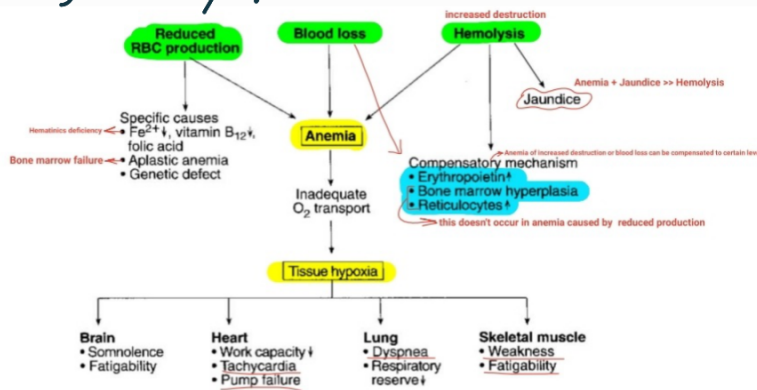 increased destruction
Reduced
RBC production
Blood loss
Hemolysis
Anemia + Jaundice >> Hemolysis
Jaundice
Specific causes
Hematinics deficiency
• Fe²⁺↓, vitamin B₁₂↓,
folic acid
Bone marrow failure
• Aplastic anemia
• Genetic defect
Anemia
Anemia of increased destruction or blood loss can be compensated to certain leve
Compensatory mechanism
• Erythropoietin↑
• Bone marrow hyperplasia
• Reticulocytes↑
this doesn't occur in anemia caused by reduced production
Inadequate
O₂ transport
Tissue hypoxia
Brain
• Somnolence
• Fatigability
Heart
• Work capacity↓
• Tachycardia
• Pump failure
Lung
• Dyspnea
• Respiratory
reserve↓
Skeletal muscle
• Weakness
• Fatigability